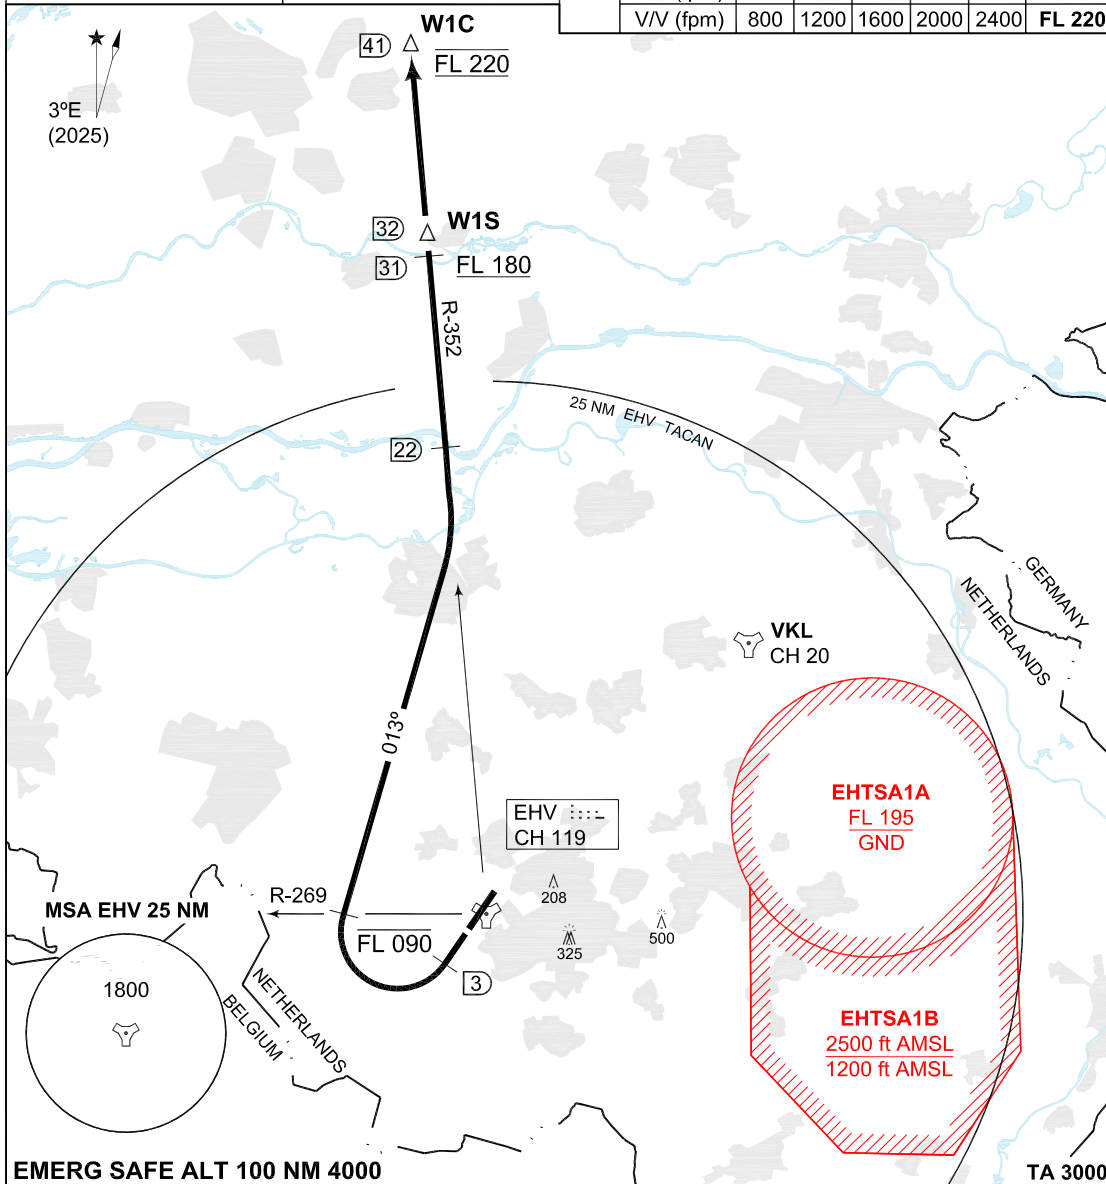 V/V (fpm) 800 1200 1600 2000 2400 FL 220
W1C
41
FL 220
3ºE
(2025)
W1S
32
31
FL 180
R-352
25 NM EHV TACAN
22
GERMANY
NETHERLANDS
VKL
CH 20
013º
EHTSA1A
FL 195
GND
EHV
CH 119
208
R-269
MSA EHV 25 NM
FL 090
500
325
3
1800
NETHERLANDS
BELGIUM
EHTSA1B
2500 ft AMSL
1200 ft AMSL
EMERG SAFE ALT 100 NM 4000
TA 3000